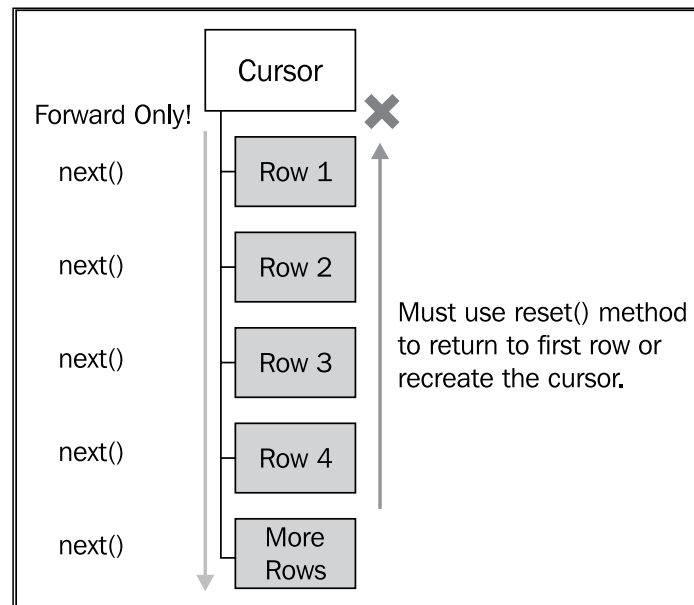 Cursor
Forward Only!
next()
Row 1
next()
Row 2
next()
Row 3
next()
Row 4
next()
More
Rows
Must use reset() method
to return to first row or
recreate the cursor.